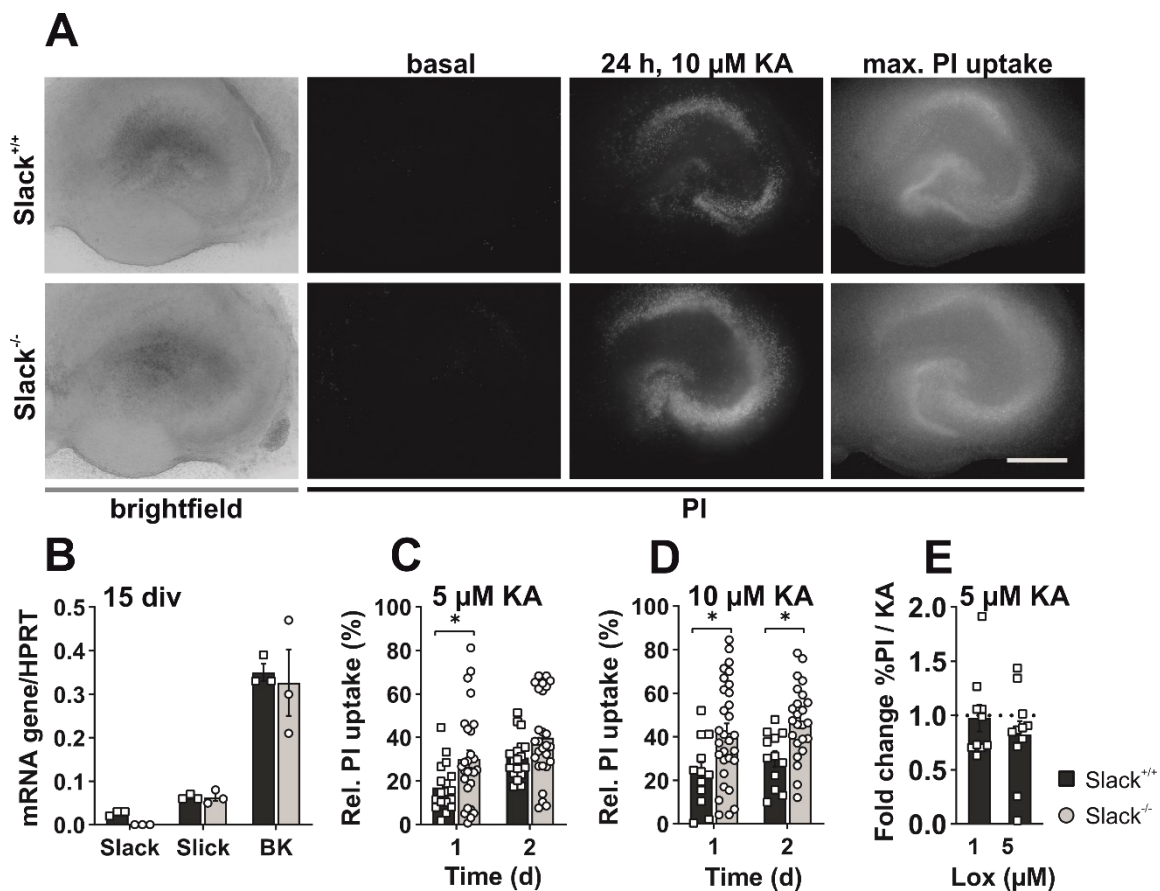 A
basal
24 h, 10 µM KA
max. PI uptake
Slack+/+
Slack-/-
brightfield
PI
B
15 div
mRNA gene/HPRT
0.5
0.4
0.3
0.2
0.1
0.0
Slack
Slick
BK
C
5 µM KA
*
Rel. PI uptake (%)
100
80
60
40
20
0
1
2
Time (d)
D
10 µM KA
*
*
Rel. PI uptake (%)
100
80
60
40
20
0
1
2
Time (d)
E
5 µM KA
Fold change %PI / KA
2.0
1.5
1.0
0.5
0.0
1
5
Lox (µM)
Slack+/+
Slack-/-